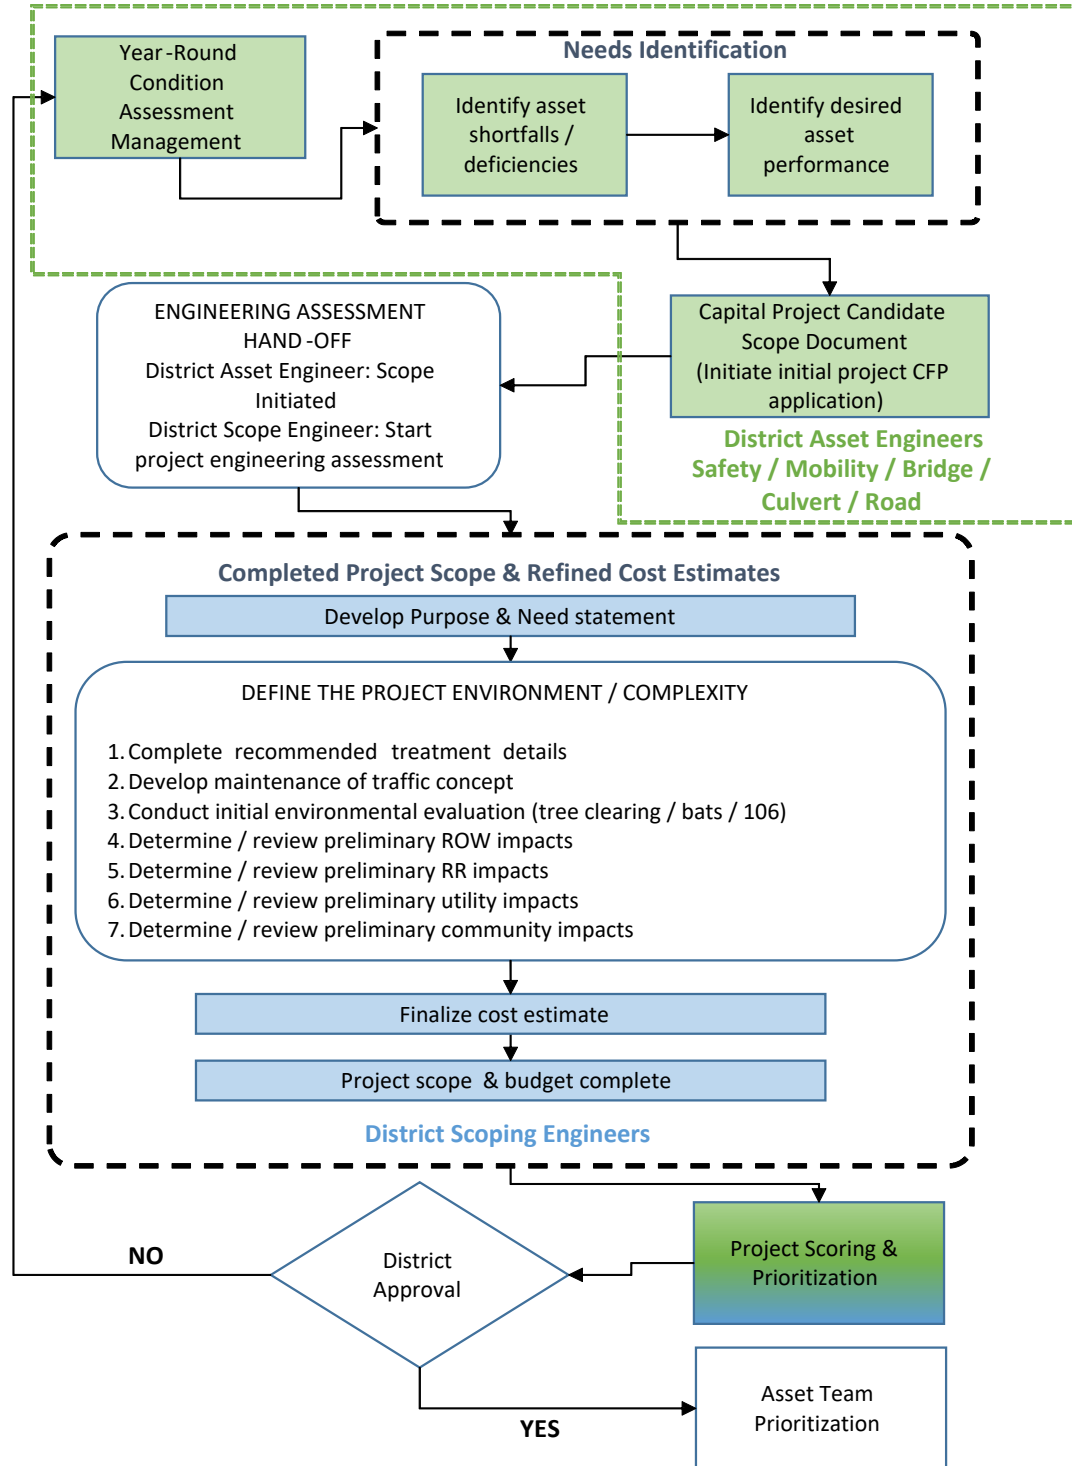 Year-Round
Condition
Assessment
Management
Needs Identification
Identify asset
shortfalls /
deficiencies
Identify desired
asset
performance
Capital Project Candidate
Scope Document
(Initiate initial project CFP
application)
District Asset Engineers
Safety / Mobility / Bridge /
Culvert / Road
ENGINEERING ASSESSMENT
HAND-OFF
District Asset Engineer: Scope
Initiated
District Scope Engineer: Start
project engineering assessment
Completed Project Scope & Refined Cost Estimates
Develop Purpose & Need statement
DEFINE THE PROJECT ENVIRONMENT / COMPLEXITY
1. Complete recommended treatment details
2. Develop maintenance of traffic concept
3. Conduct initial environmental evaluation (tree clearing / bats / 106)
4. Determine / review preliminary ROW impacts
5. Determine / review preliminary RR impacts
6. Determine / review preliminary utility impacts
7. Determine / review preliminary community impacts
Finalize cost estimate
Project scope & budget complete
District Scoping Engineers
Project Scoring &
Prioritization
District
Approval
NO
YES
Asset Team
Prioritization